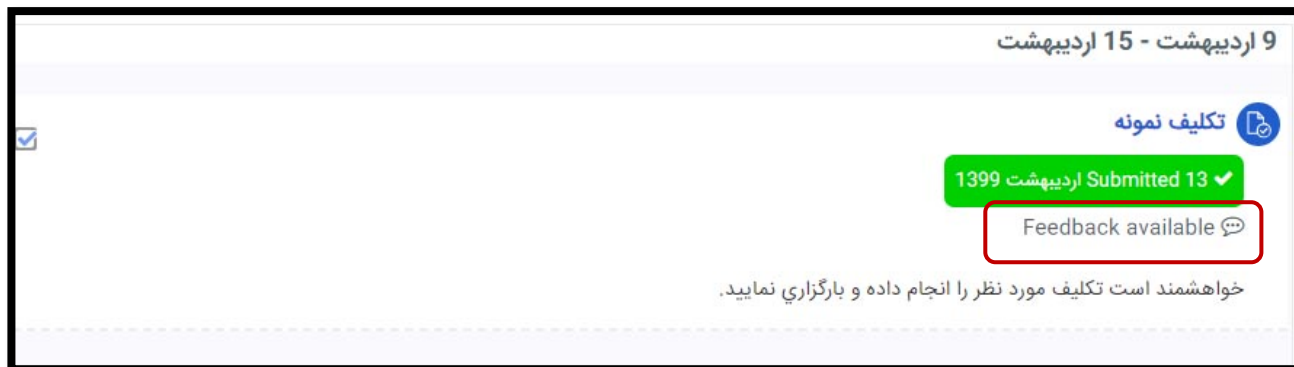 9 اردیبهشت - 15 اردیبهشت
تکلیف نمونه
Submitted 13 اردیبهشت 1399
Feedback available
خواهشمند است تکلیف مورد نظر را انجام داده و بارگزاري نمایید.